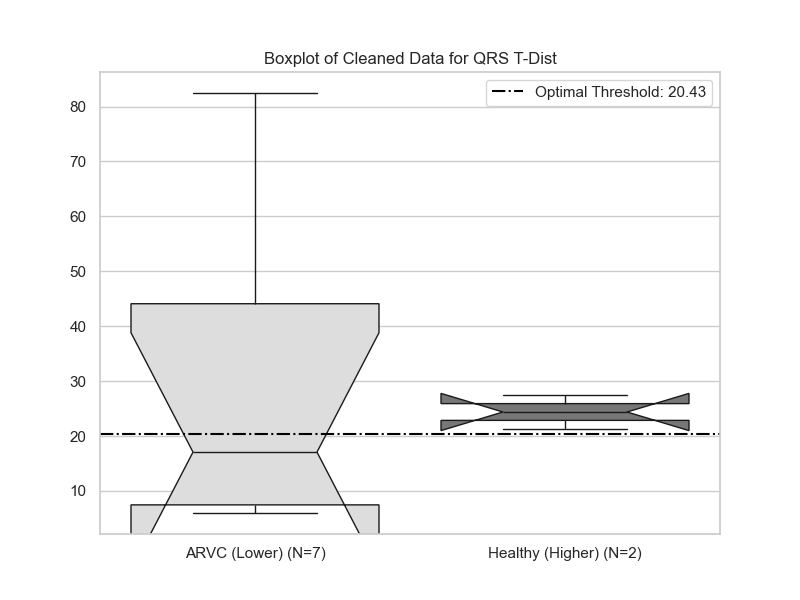 Boxplot of Cleaned Data for QRS T-Dist
Optimal Threshold: 20.43
80
70
60
50
40
30
20
10
ARVC (Lower) (N=7)
Healthy (Higher) (N=2)